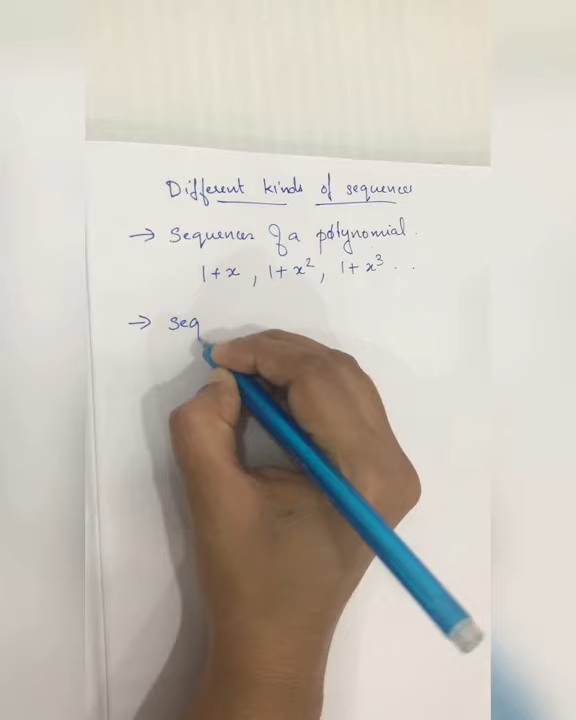 Different kinds of sequences
→ Sequences of a polynomial.
1+x , 1+x², 1+x³ ...
→ seq